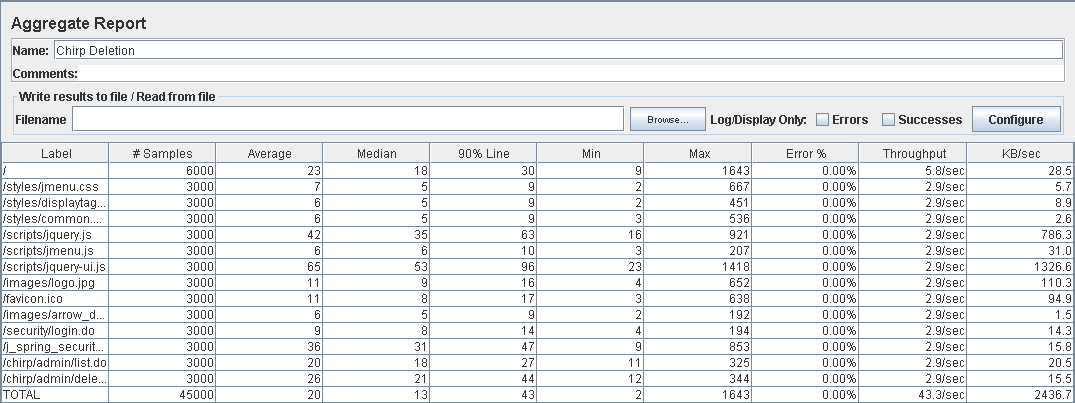 Aggregate Report
Name: Chirp Deletion
Comments:
Write results to file / Read from file
Filename Browse... Log/Display Only: Errors Successes Configure
Label # Samples Average Median 90% Line Min Max Error % Throughput KB/sec
/ 6000 23 18 30 9 1643 0.00% 5.8/sec 28.5
/styles/jmenu.css 3000 7 5 9 2 667 0.00% 2.9/sec 5.7
/styles/displaytag... 3000 6 5 9 2 451 0.00% 2.9/sec 8.9
/styles/common.... 3000 6 5 9 3 536 0.00% 2.9/sec 2.6
/scripts/jquery.js 3000 42 35 63 16 921 0.00% 2.9/sec 786.3
/scripts/jmenu.js 3000 6 6 10 3 207 0.00% 2.9/sec 31.0
/scripts/jquery-ui.js 3000 65 53 96 23 1418 0.00% 2.9/sec 1326.6
/images/logo.jpg 3000 11 9 16 4 652 0.00% 2.9/sec 110.3
/favicon.ico 3000 11 8 17 3 638 0.00% 2.9/sec 94.9
/images/arrow_d... 3000 6 5 9 2 192 0.00% 2.9/sec 1.5
/security/login.do 3000 9 8 14 4 194 0.00% 2.9/sec 14.3
/j_spring_securit... 3000 36 31 47 9 853 0.00% 2.9/sec 15.8
/chirp/admin/list.do 3000 20 18 27 11 325 0.00% 2.9/sec 20.5
/chirp/admin/dele... 3000 26 21 44 12 344 0.00% 2.9/sec 15.5
TOTAL 45000 20 13 43 2 1643 0.00% 43.3/sec 2436.7